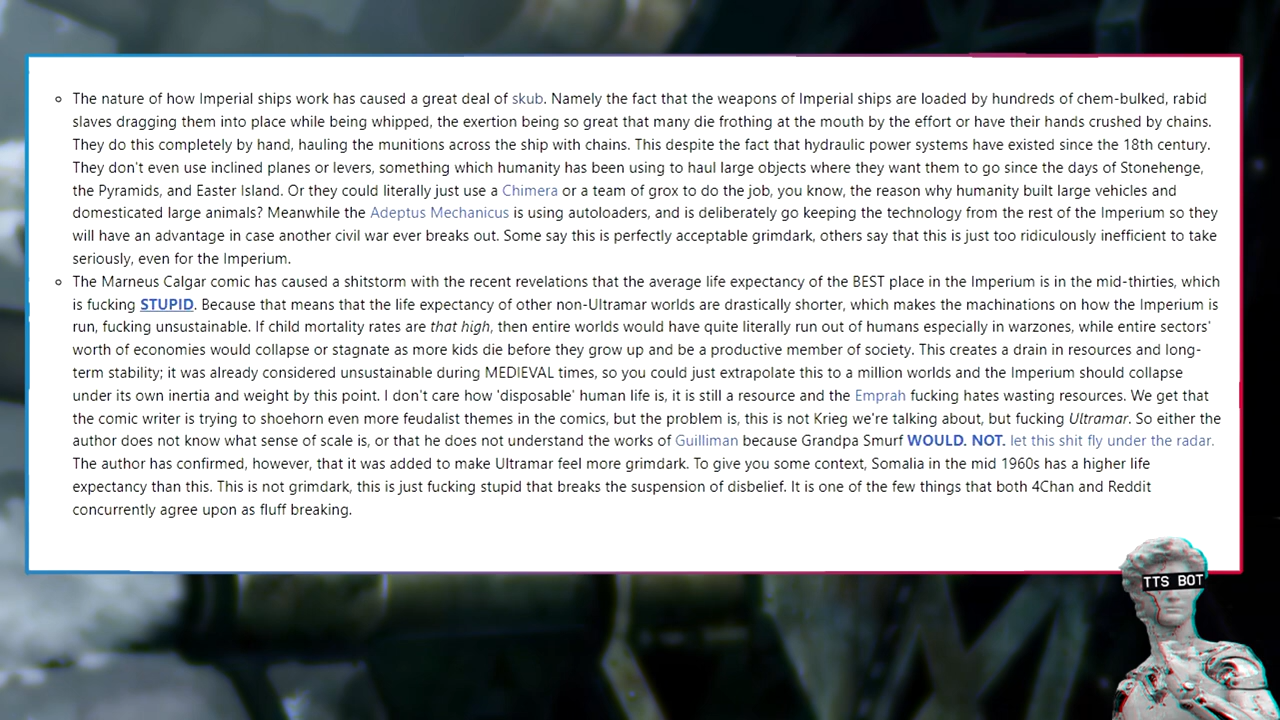 The nature of how Imperial ships work has caused a great deal of skub. Namely the fact that the weapons of Imperial ships are loaded by hundreds of chem-bulked, rabid
slaves dragging them into place while being whipped, the exertion being so great that many die frothing at the mouth by the effort or have their hands crushed by chains.
They do this completely by hand, hauling the munitions across the ship with chains. This despite the fact that hydraulic power systems have existed since the 18th century.
They don't even use inclined planes or levers, something which humanity has been using to haul large objects where they want them to go since the days of Stonehenge,
the Pyramids, and Easter Island. Or they could literally just use a Chimera or a team of grox to do the job, you know, the reason why humanity built large vehicles and
domesticated large animals? Meanwhile the Adeptus Mechanicus is using autoloaders, and is deliberately go keeping the technology from the rest of the Imperium so they
will have an advantage in case another civil war ever breaks out. Some say this is perfectly acceptable grimdark, others say that this is just too ridiculously inefficient to take
seriously, even for the Imperium.
The Marneus Calgar comic has caused a shitstorm with the recent revelations that the average life expectancy of the BEST place in the Imperium is in the mid-thirties, which
is fucking STUPID. Because that means that the life expectancy of other non-Ultramar worlds are drastically shorter, which makes the machinations on how the Imperium is
run, fucking unsustainable. If child mortality rates are that high, then entire worlds would have quite literally run out of humans especially in warzones, while entire sectors'
worth of economies would collapse or stagnate as more kids die before they grow up and be a productive member of society. This creates a drain in resources and long-
term stability; it was already considered unsustainable during MEDIEVAL times, so you could just extrapolate this to a million worlds and the Imperium should collapse
under its own inertia and weight by this point. I don't care how 'disposable' human life is, it is still a resource and the Emprah fucking hates wasting resources. We get that
the comic writer is trying to shoehorn even more feudalist themes in the comics, but the problem is, this is not Krieg we're talking about, but fucking Ultramar. So either the
author does not know what sense of scale is, or that he does not understand the works of Guilliman because Grandpa Smurf WOULD. NOT. let this shit fly under the radar.
The author has confirmed, however, that it was added to make Ultramar feel more grimdark. To give you some context, Somalia in the mid 1960s has a higher life
expectancy than this. This is not grimdark, this is just fucking stupid that breaks the suspension of disbelief. It is one of the few things that both 4Chan and Reddit
concurrently agree upon as fluff breaking.
TTS BOT